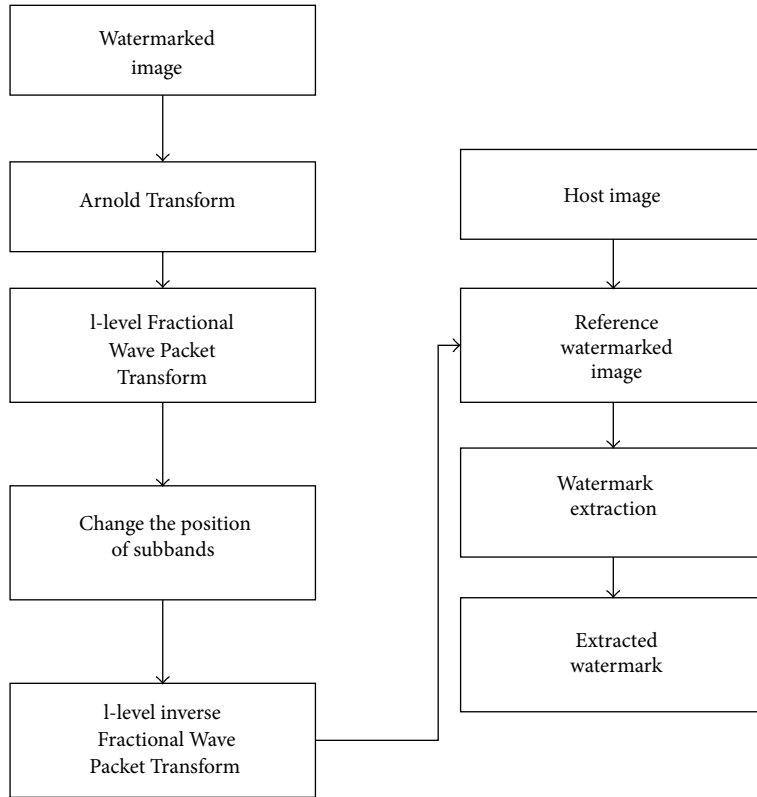 Watermarked
image
Arnold Transform
l-level Fractional
Wave Packet
Transform
Change the position
of subbands
l-level inverse
Fractional Wave
Packet Transform
Host image
Reference
watermarked
image
Watermark
extraction
Extracted
watermark